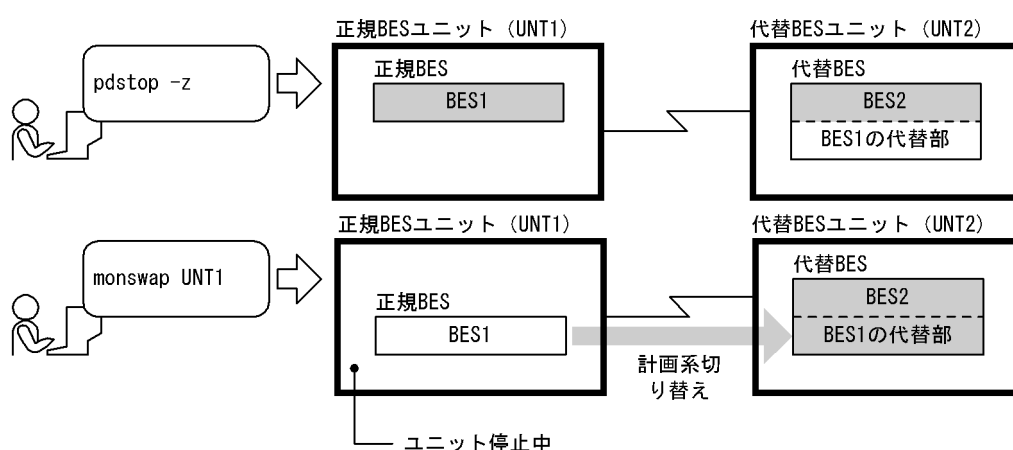 正規BESユニット（UNT1）
代替BESユニット（UNT2）
pdstop -z
正規BES
BES1
代替BES
BES2
BES1の代替部
正規BESユニット（UNT1）
代替BESユニット（UNT2）
monswap UNT1
正規BES
BES1
代替BES
BES2
BES1の代替部
計画系切
り替え
ユニット停止中